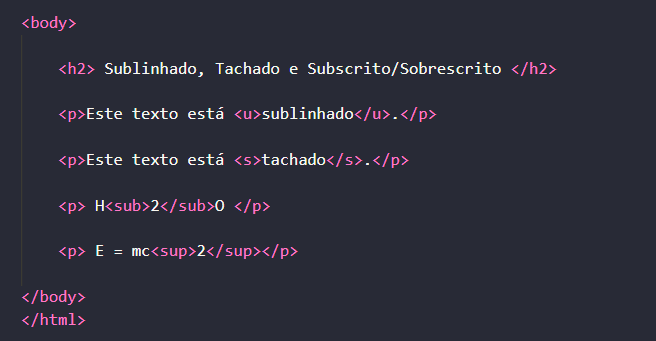 <body>
<h2> Sublinhado, Tachado e Subscrito/Sobrescrito </h2>
<p>Este texto está <u>sublinhado</u>.</p>
<p>Este texto está <s>tachado</s>.</p>
<p> H<sub>2</sub>O </p>
<p> E = mc<sup>2</sup></p>
</body>
</html>